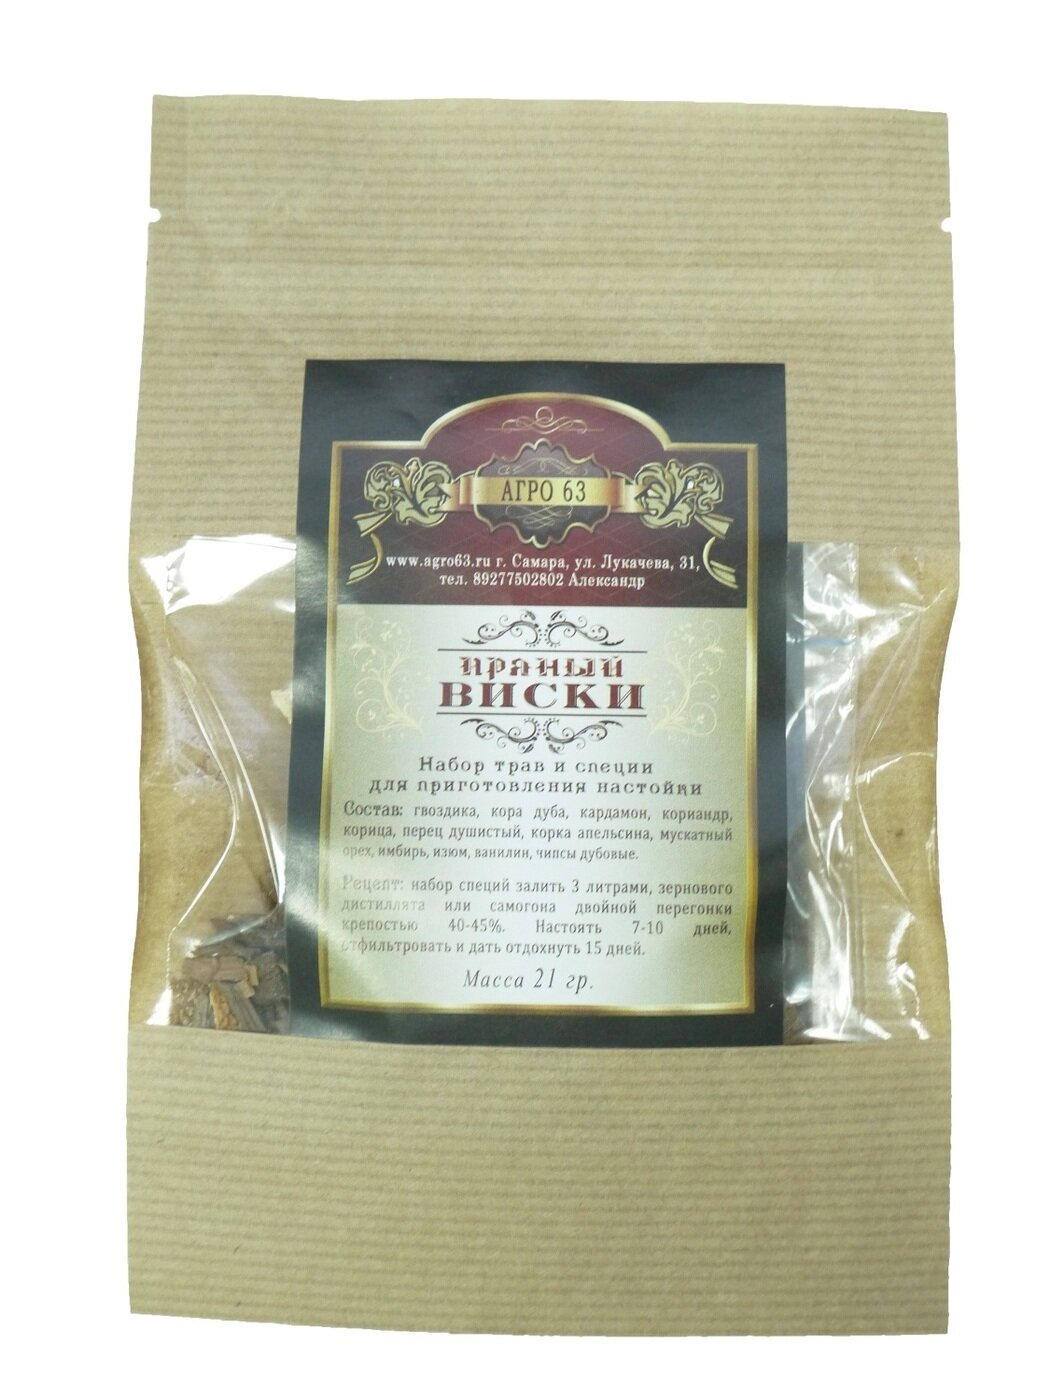 АГРО 63
www.agro63.ru г. Самара, ул. Лукачева, 31,
тел. 89277502802 Александр
пряный
ВИСКИ
Набор трав и специи
для приготовления настойки
Состав: гвоздика, кора дуба, кардамон, кориандр,
корица, перец душистый, корка апельсина, мускатный
орех, имбирь, изюм, ванилин, чипсы дубовые.
Рецепт: набор специй залить 3 литрами, зернового
дистиллята или самогона двойной перегонки
крепостью 40-45%. Настоять 7-10 дней,
отфильтровать и дать отдохнуть 15 дней.
Масса 21 гр.